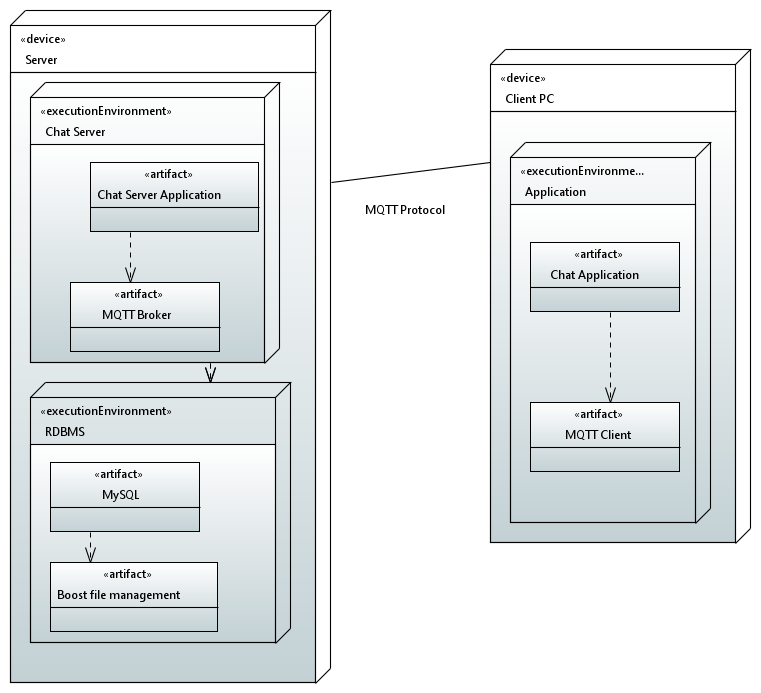 «device»
Server
«executionEnvironment»
Chat Server
«artifact»
Chat Server Application
«artifact»
MQTT Broker
«executionEnvironment»
RDBMS
«artifact»
MySQL
«artifact»
Boost file management
MQTT Protocol
«device»
Client PC
«executionEnvironme...
Application
«artifact»
Chat Application
«artifact»
MQTT Client